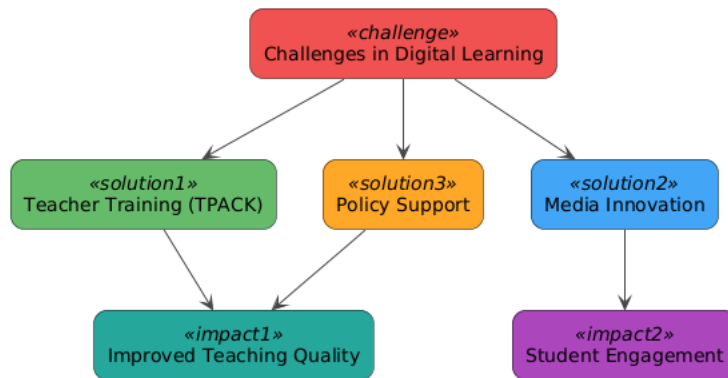 «challenge»
Challenges in Digital Learning
«solution1»
Teacher Training (TPACK)
«solution3»
Policy Support
«solution2»
Media Innovation
«impact1»
Improved Teaching Quality
«impact2»
Student Engagement